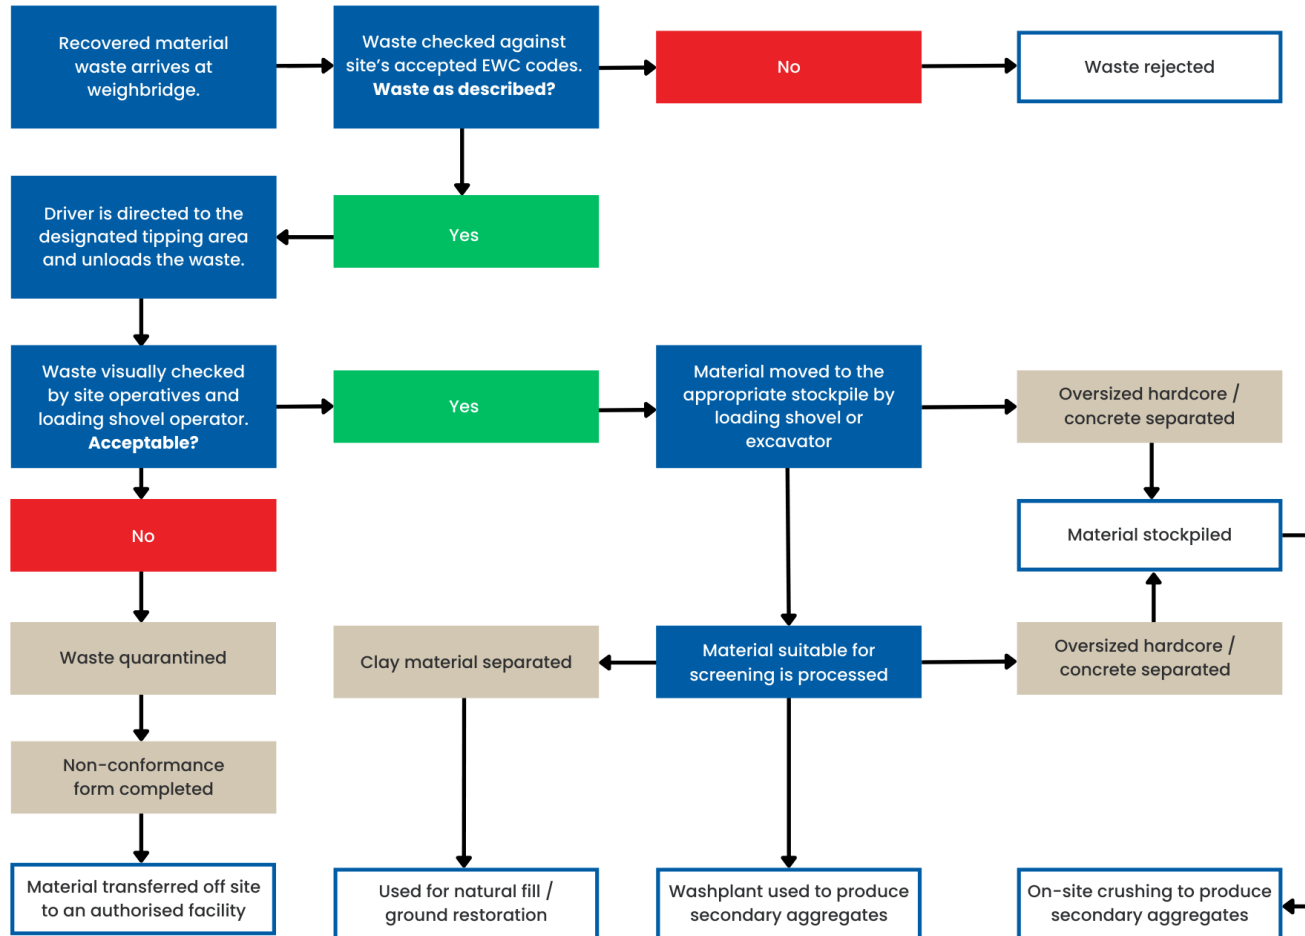 Recovered material
waste arrives at
weighbridge.
Waste checked against
site’s accepted EWC codes.
Waste as described?
No
Waste rejected
Driver is directed to the
designated tipping area
and unloads the waste.
Yes
Waste visually checked
by site operatives and
loading shovel operator.
Acceptable?
Yes
Material moved to the
appropriate stockpile by
loading shovel or
excavator
Oversized hardcore /
concrete separated
No
Material stockpiled
Waste quarantined
Clay material separated
Material suitable for
screening is processed
Oversized hardcore /
concrete separated
Non-conformance
form completed
Material transferred off site
to an authorised facility
Used for natural fill /
ground restoration
Washplant used to produce
secondary aggregates
On-site crushing to produce
secondary aggregates